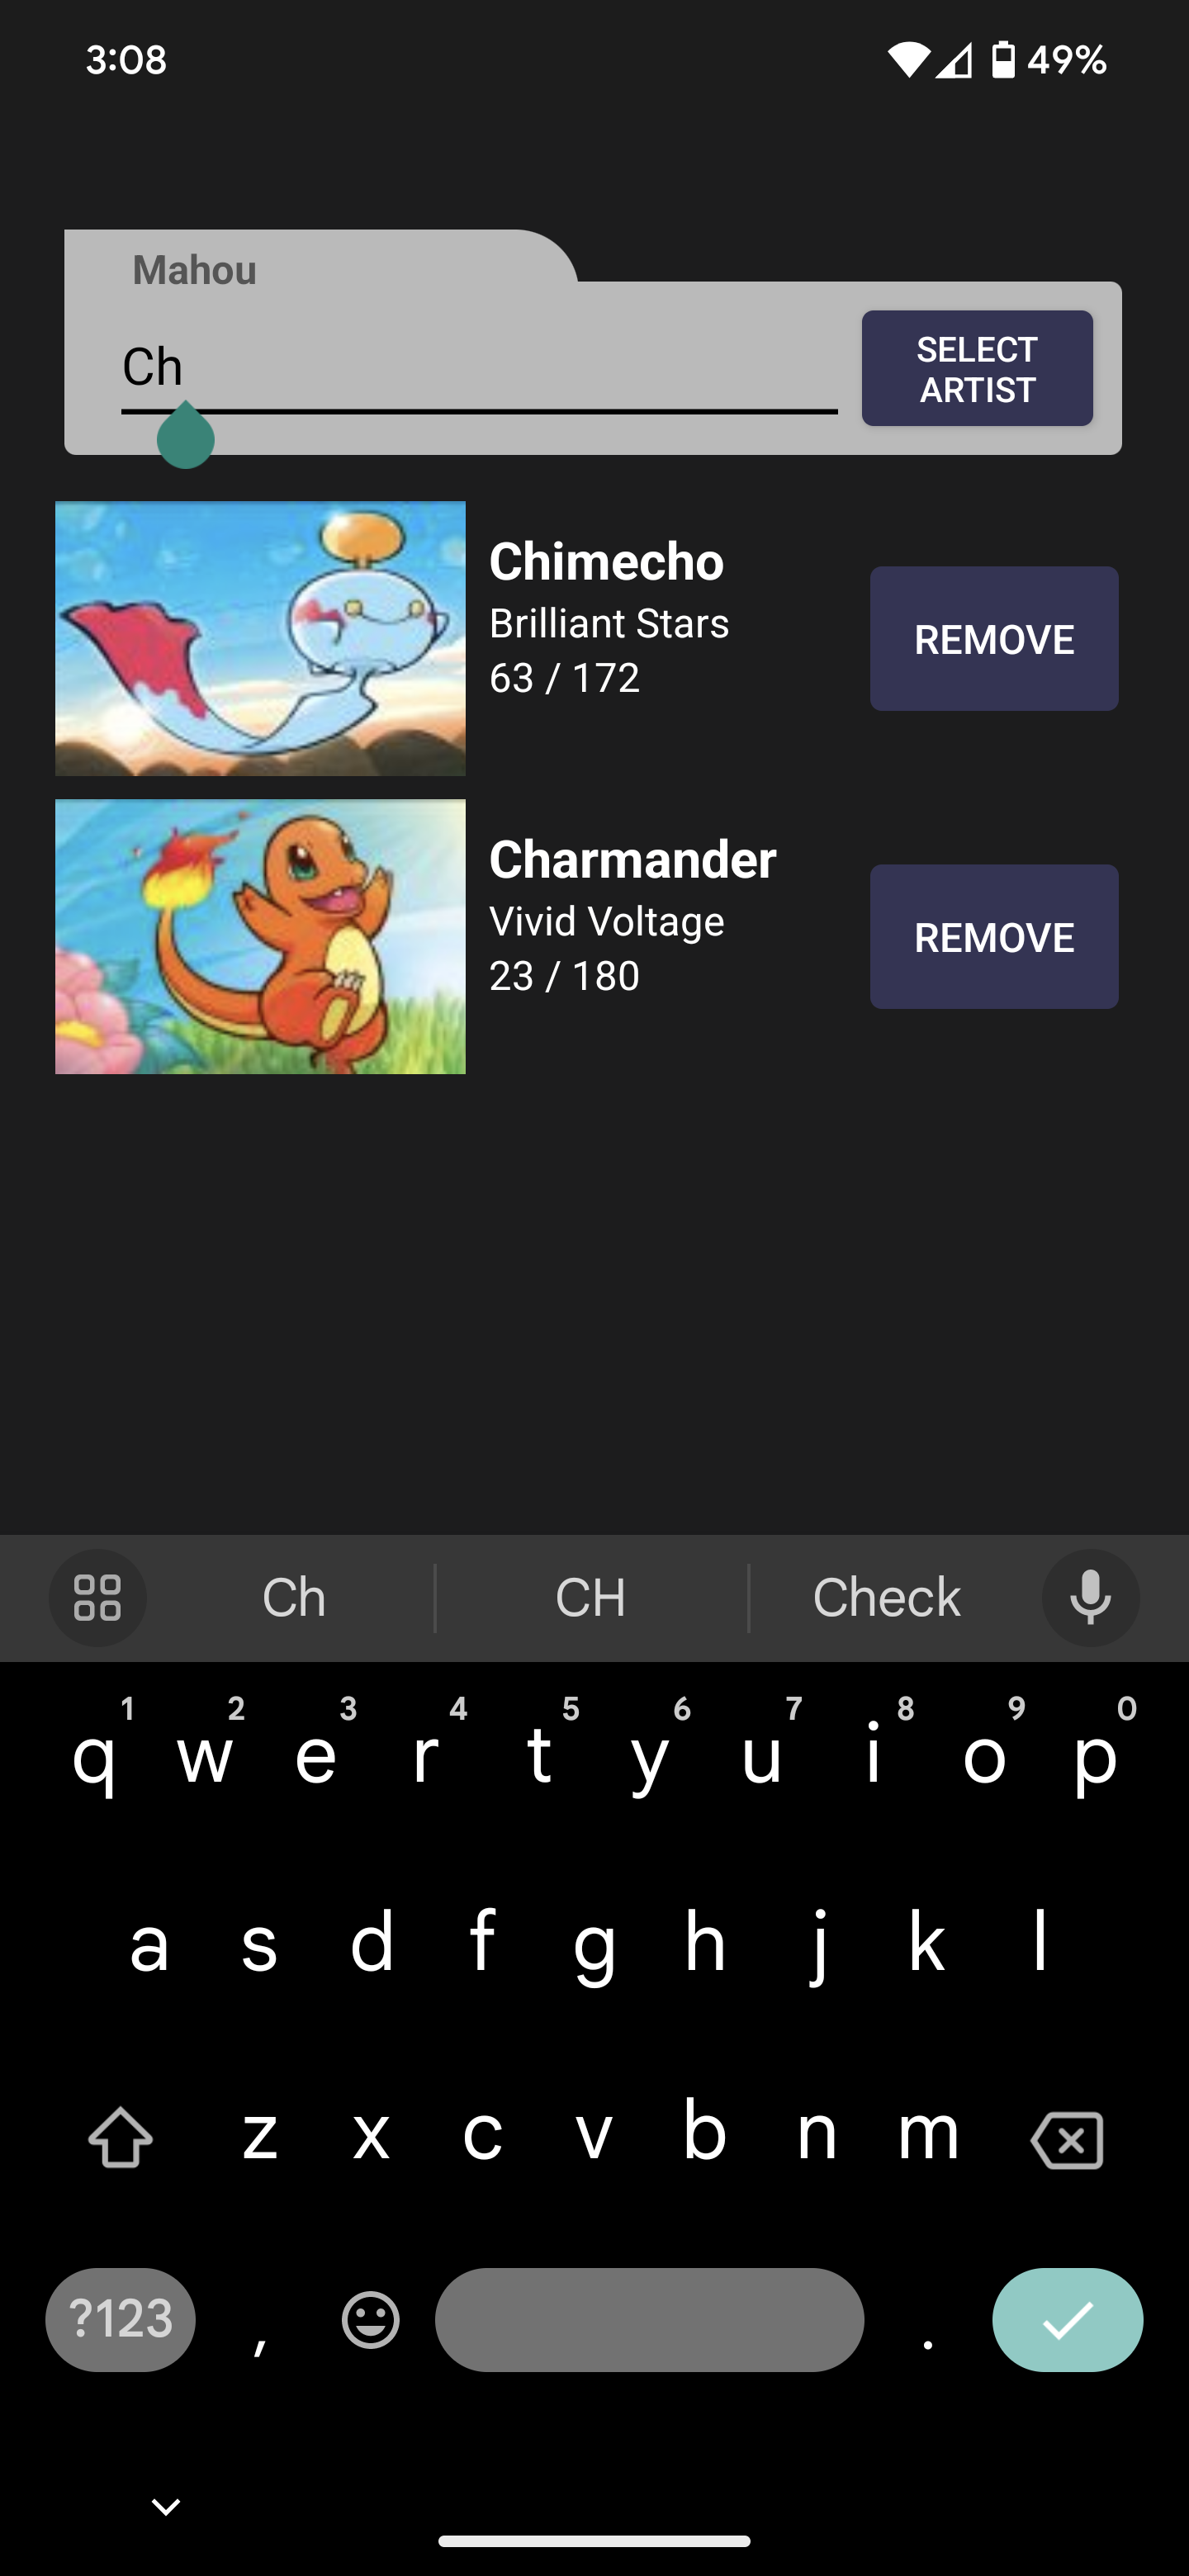 3:08
49%
Mahou
Ch
SELECT
ARTIST
Chimecho
Brilliant Stars
63 / 172
REMOVE
Charmander
Vivid Voltage
23 / 180
REMOVE
Ch
CH
Check
1 2 3 4 5 6 7 8 9 0
q w e r t y u i o p
a s d f g h j k l
z x c v b n m
?123 , .